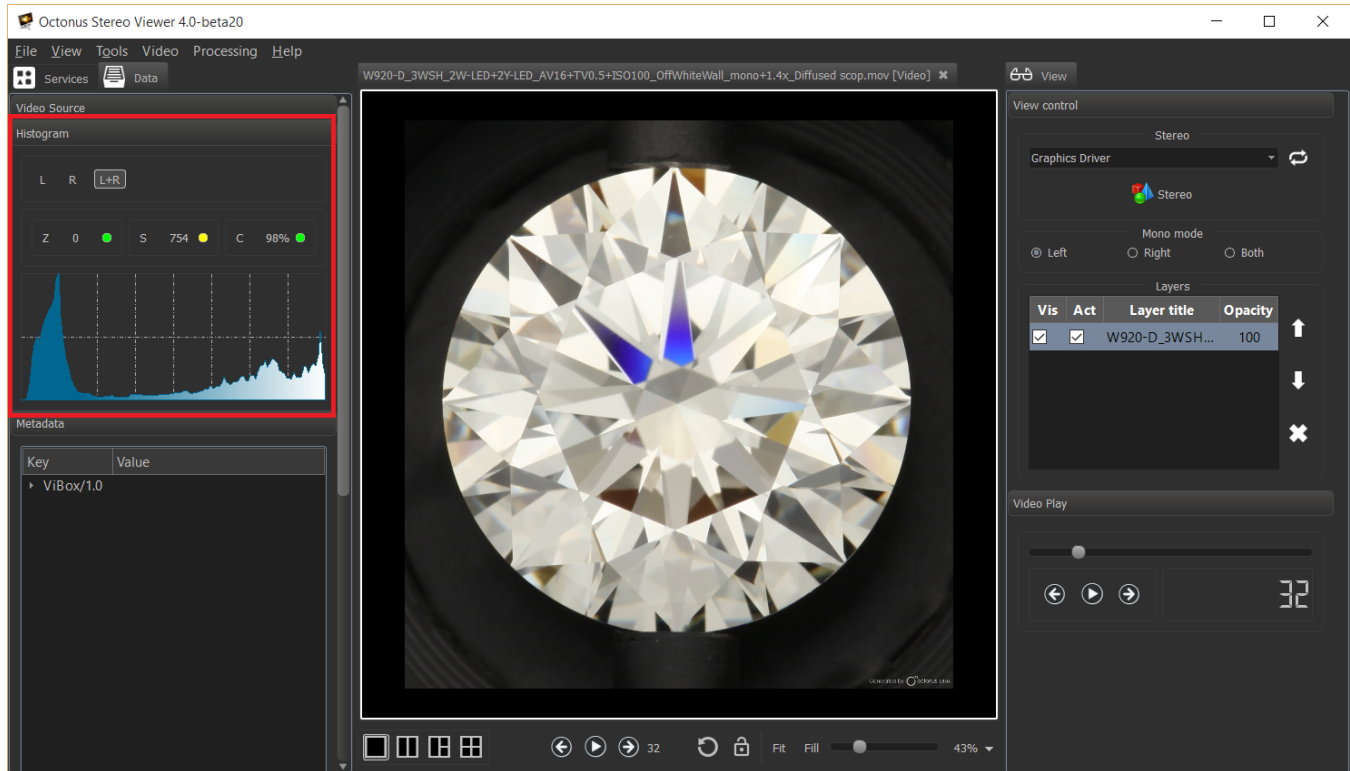 Octonus Stereo Viewer 4.0-beta20
File View Tools Video Processing Help
Services Data
W920-D_3WSH_2W-LED+2Y-LED_AV16+TV0.5+ISO100_OffWhiteWall_mono+1.4x_Diffused scop.mov [Video]
View
Video Source
Histogram
L R L+R
Z 0 S 754 C 98%
Metadata
Key Value
ViBox/1.0
Generated by Octonus
32 Fit Fill 43%
View control
Stereo
Graphics Driver
Stereo
Mono mode
Left Right Both
Layers
Vis Act Layer title Opacity
W920-D_3WSH... 100
Video Play
32